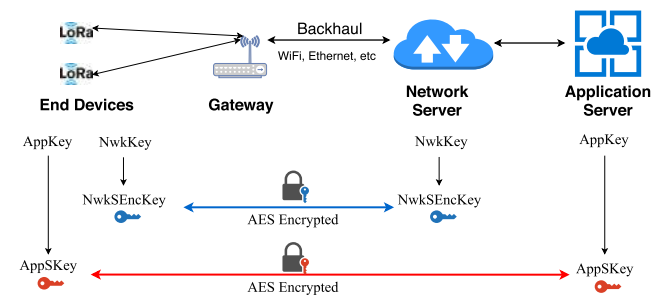 LoRa
Backhaul
WiFi, Ethernet, etc
LoRa
End Devices
Gateway
Network
Server
Application
Server
AppKey
NwkKey
NwkKey
AppKey
NwkSEncKey
NwkSEncKey
AES Encrypted
AppSKey
AppSKey
AES Encrypted